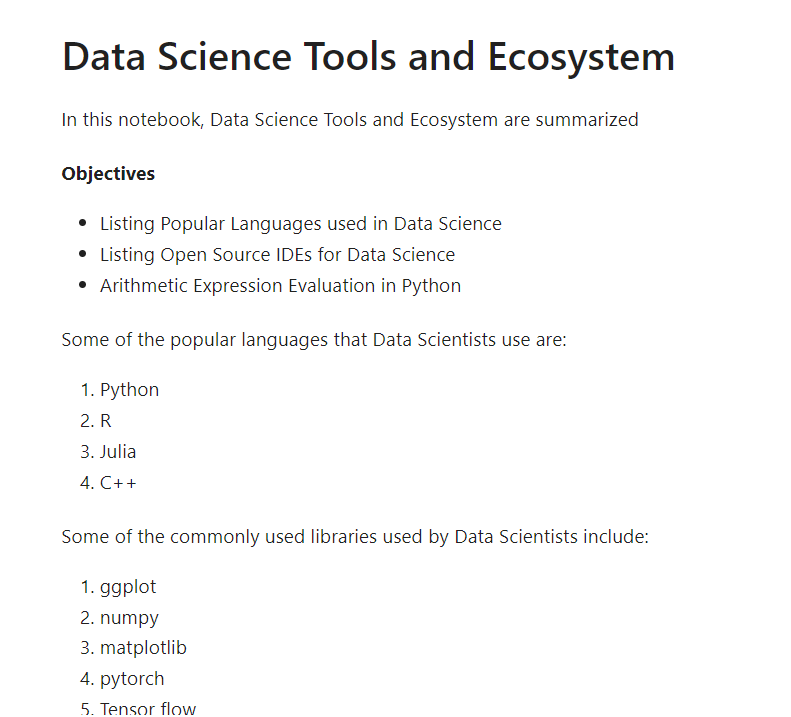 Data Science Tools and Ecosystem
In this notebook, Data Science Tools and Ecosystem are summarized
Objectives
• Listing Popular Languages used in Data Science
• Listing Open Source IDEs for Data Science
• Arithmetic Expression Evaluation in Python
Some of the popular languages that Data Scientists use are:
1. Python
2. R
3. Julia
4. C++
Some of the commonly used libraries used by Data Scientists include:
1. ggplot
2. numpy
3. matplotlib
4. pytorch
5. Tensor flow